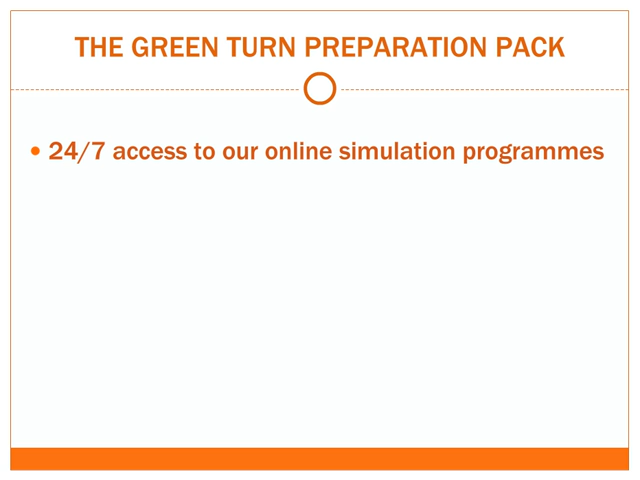 THE GREEN TURN PREPARATION PACK
• 24/7 access to our online simulation programmes